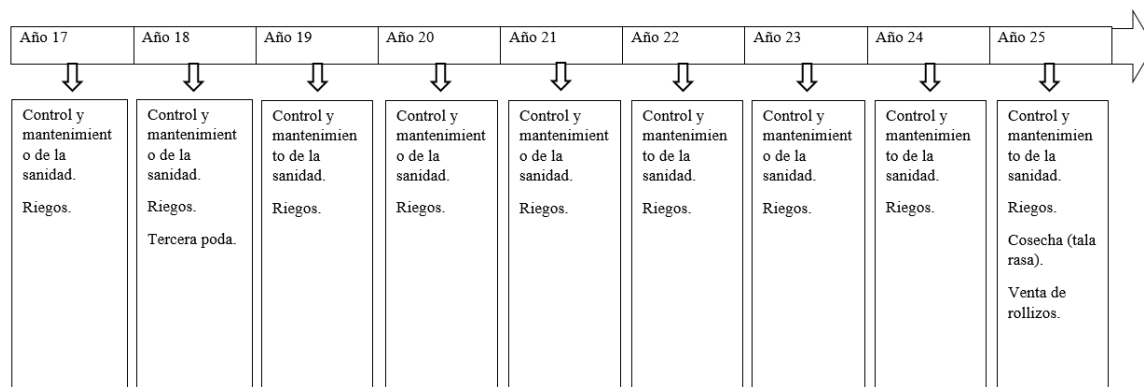 Año 17
Año 18
Año 19
Año 20
Año 21
Año 22
Año 23
Año 24
Año 25
Control y
mantenimient
o de la
sanidad.
Riegos.
Control y
mantenimient
o de la
sanidad.
Riegos.
Tercera poda.
Control y
mantenimien
to de la
sanidad.
Riegos.
Control y
mantenimient
o de la
sanidad.
Riegos.
Control y
mantenimient
o de la
sanidad.
Riegos.
Control y
mantenimien
to de la
sanidad.
Riegos.
Control y
mantenimient
o de la
sanidad.
Riegos.
Control y
mantenimien
to de la
sanidad.
Riegos.
Control y
mantenimien
to de la
sanidad.
Riegos.
Cosecha (tala
rasa).
Venta de
rollizos.